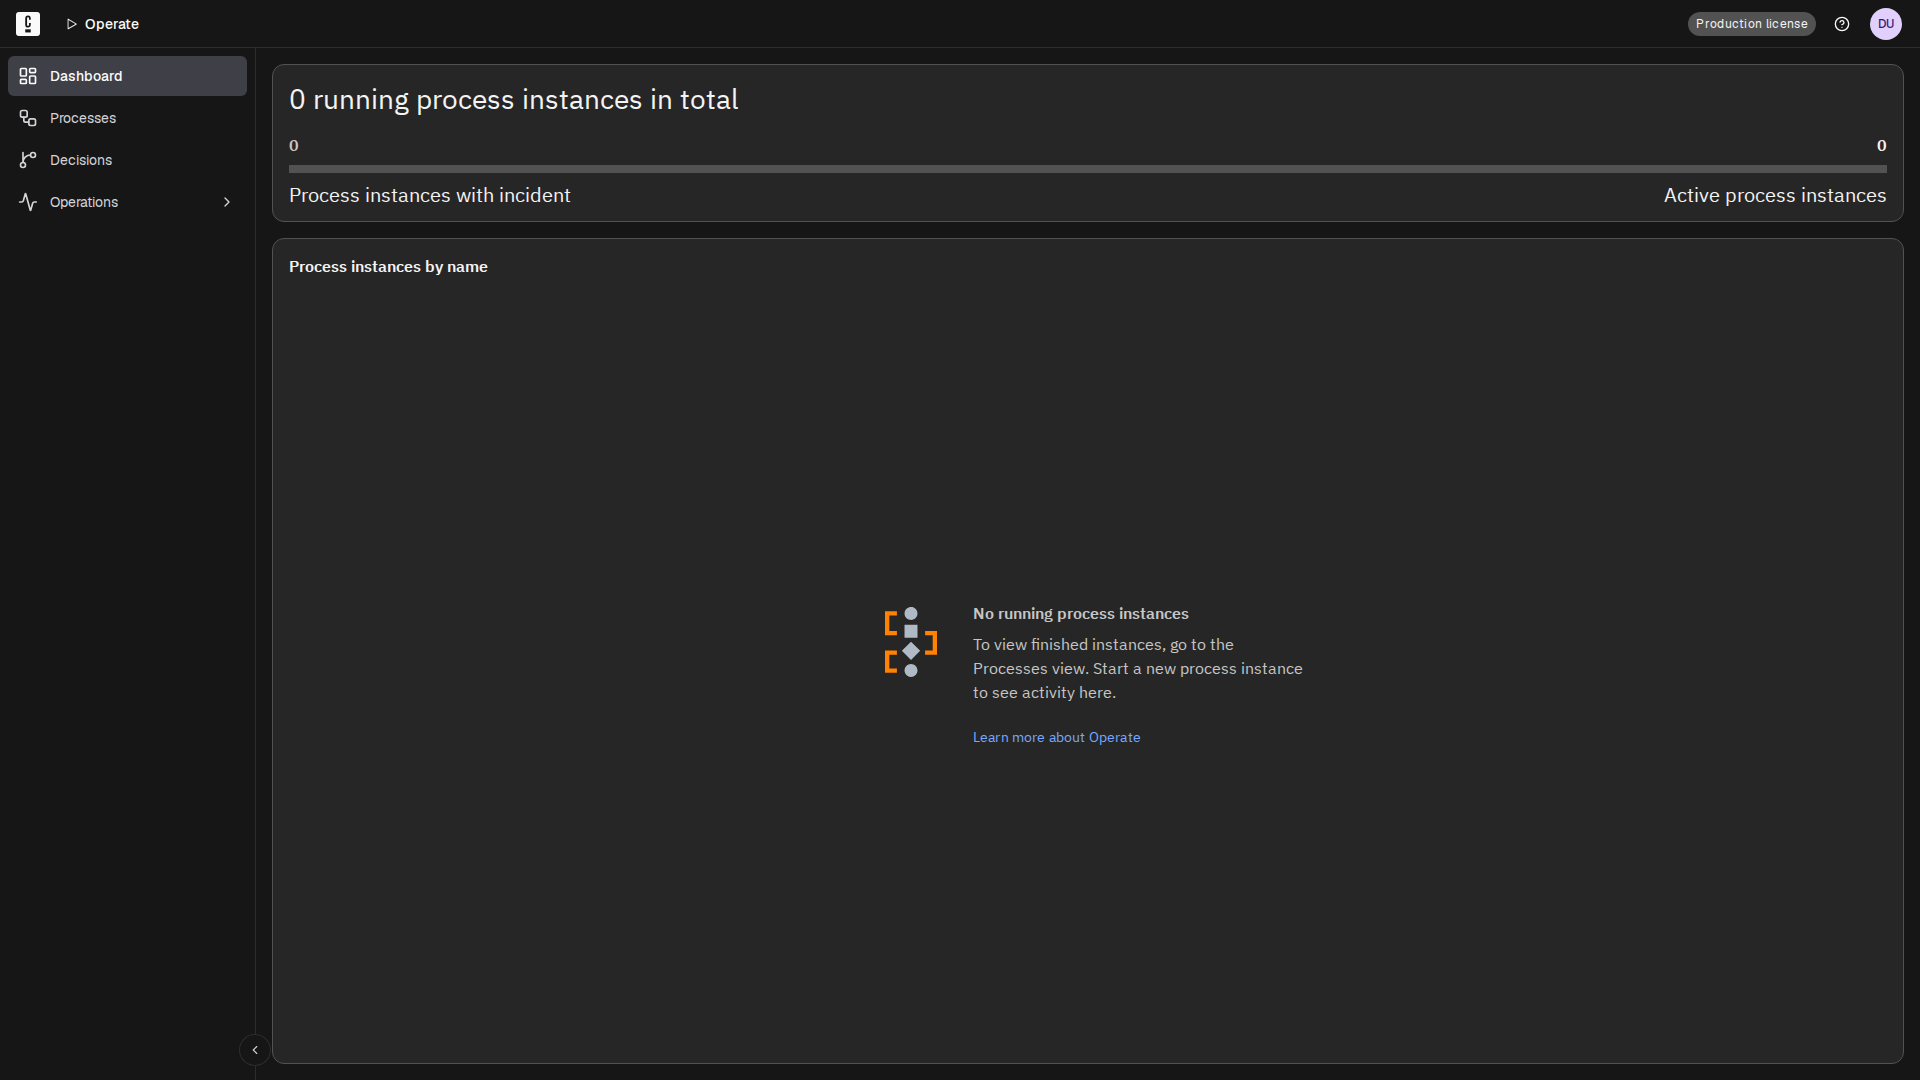 Operate
Production license
DU
Dashboard
Processes
Decisions
Operations
0 running process instances in total
0
0
Process instances with incident
Active process instances
Process instances by name
No running process instances
To view finished instances, go to the
Processes view. Start a new process instance
to see activity here.
Learn more about Operate